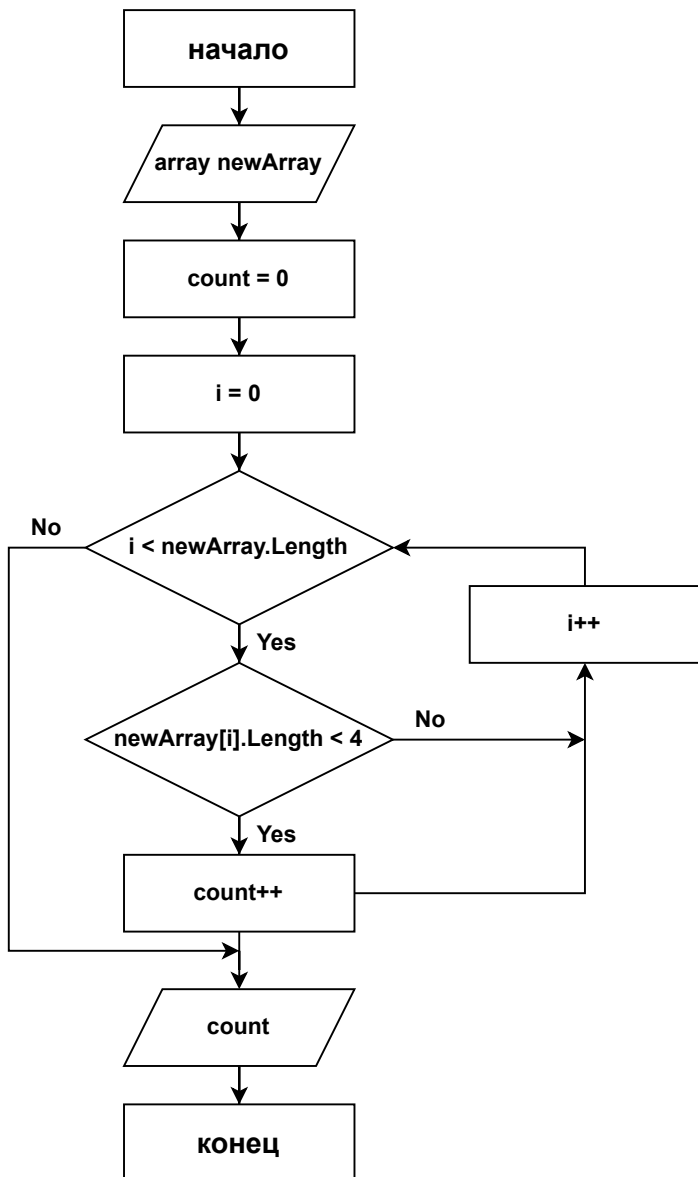 начало
array newArray
count = 0
i = 0
No
i < newArray.Length
i++
Yes
newArray[i].Length < 4
No
Yes
count++
count
конец